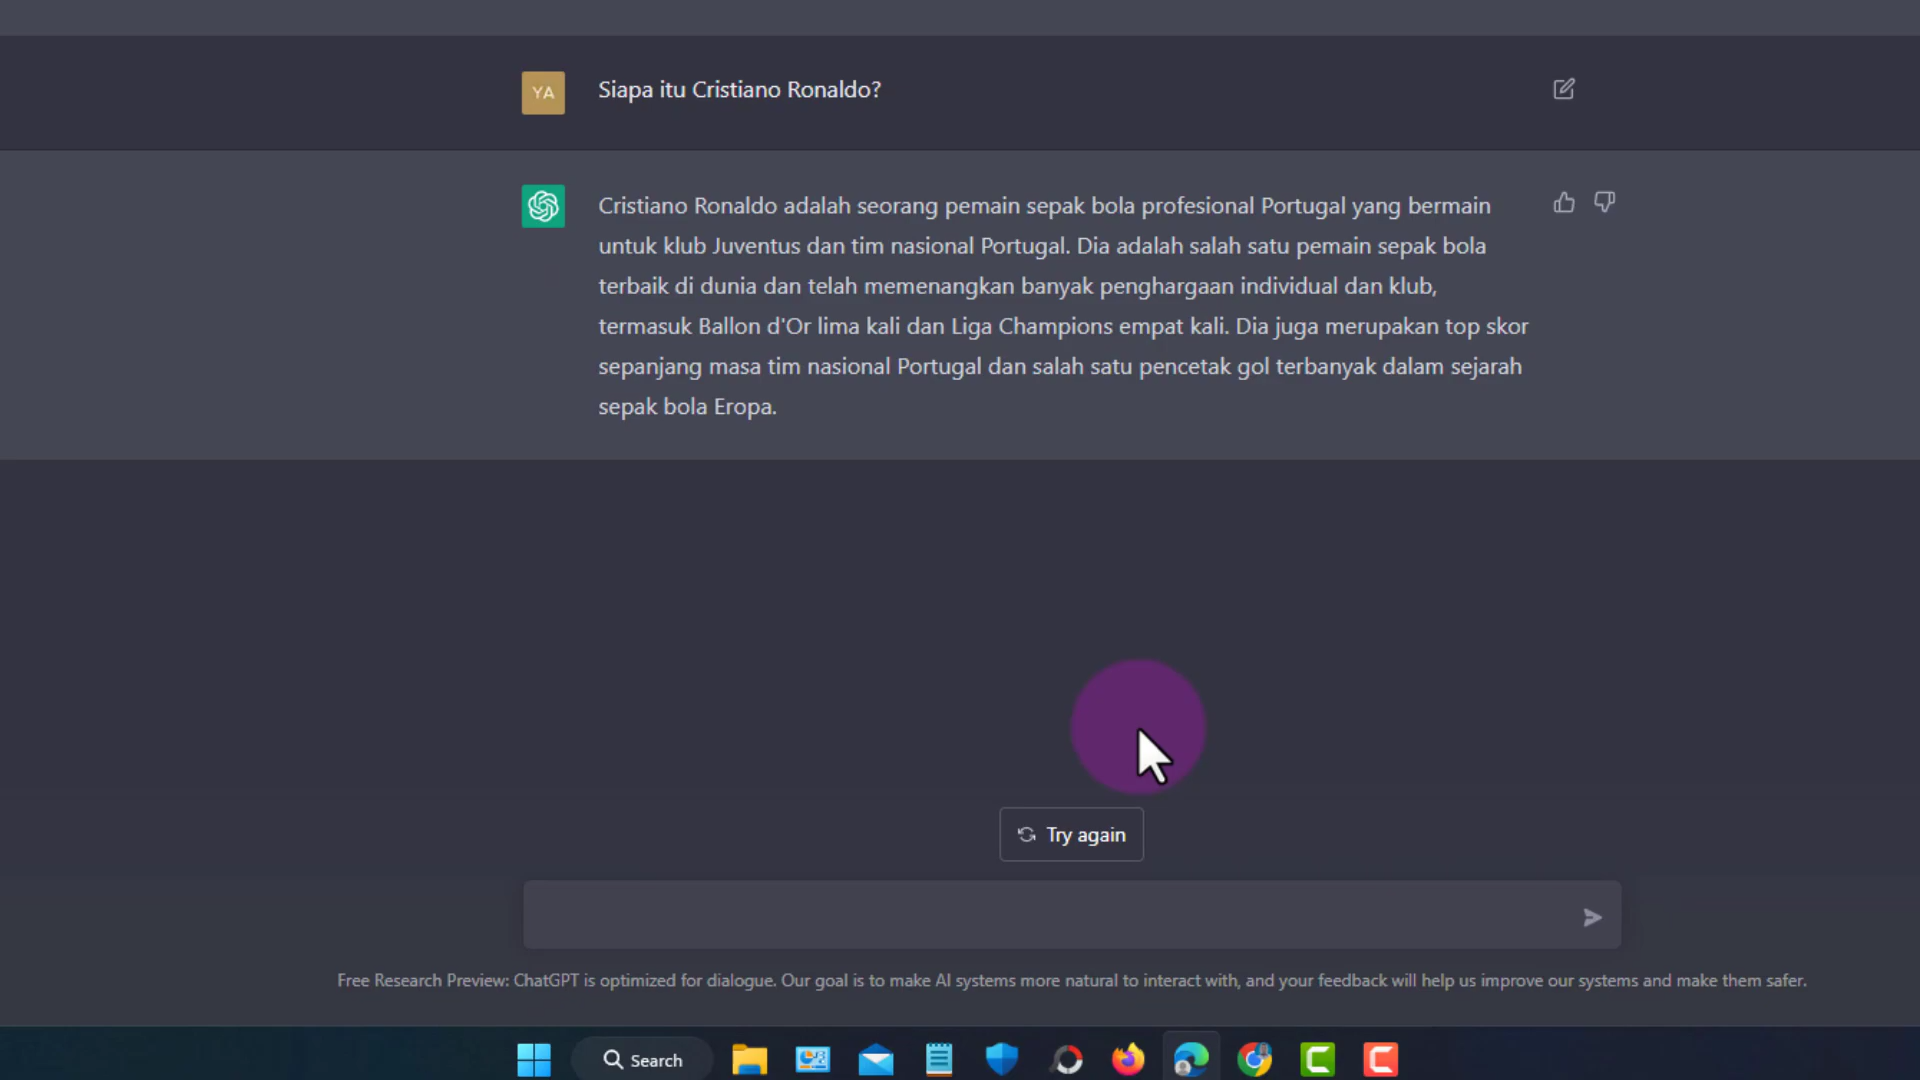 YA
Siapa itu Cristiano Ronaldo?
Cristiano Ronaldo adalah seorang pemain sepak bola profesional Portugal yang bermain
untuk klub Juventus dan tim nasional Portugal. Dia adalah salah satu pemain sepak bola
terbaik di dunia dan telah memenangkan banyak penghargaan individual dan klub,
termasuk Ballon d'Or lima kali dan Liga Champions empat kali. Dia juga merupakan top skor
sepanjang masa tim nasional Portugal dan salah satu pencetak gol terbanyak dalam sejarah
sepak bola Eropa.
Try again
Free Research Preview: ChatGPT is optimized for dialogue. Our goal is to make AI systems more natural to interact with, and your feedback will help us improve our systems and make them safer.
Search